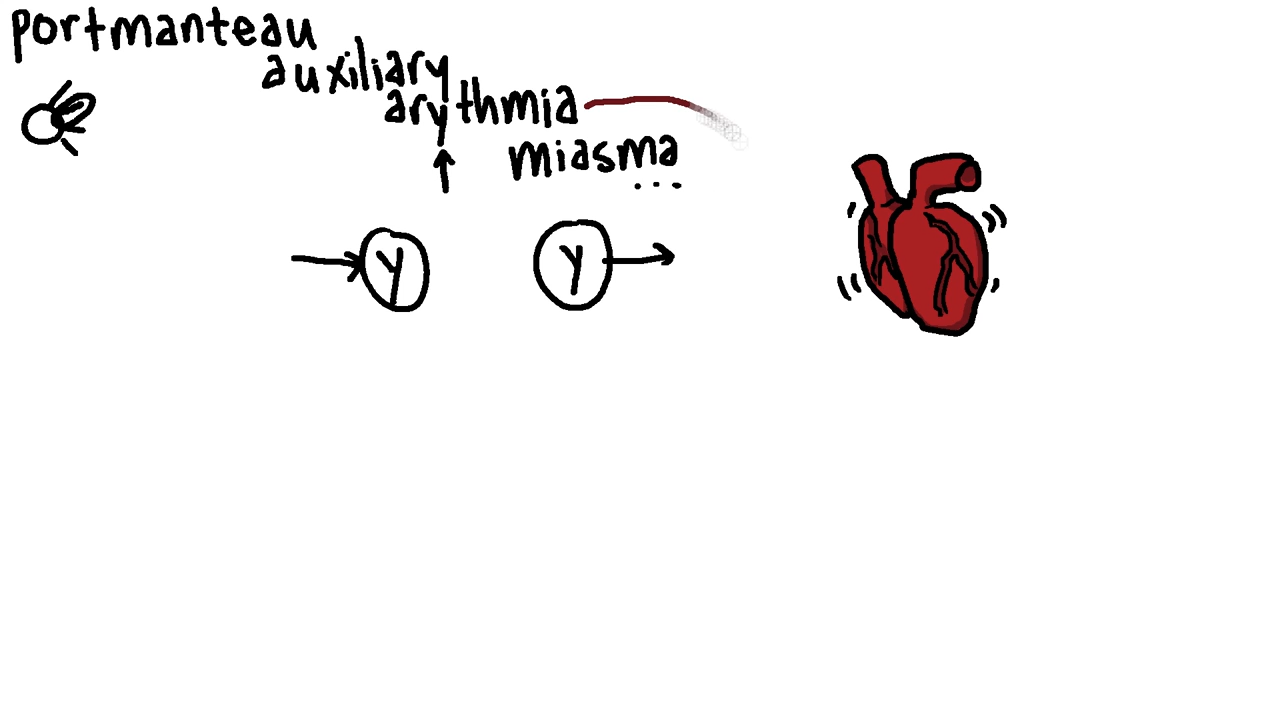 portmanteau
auxiliary
arythmia
miasma
...
y y